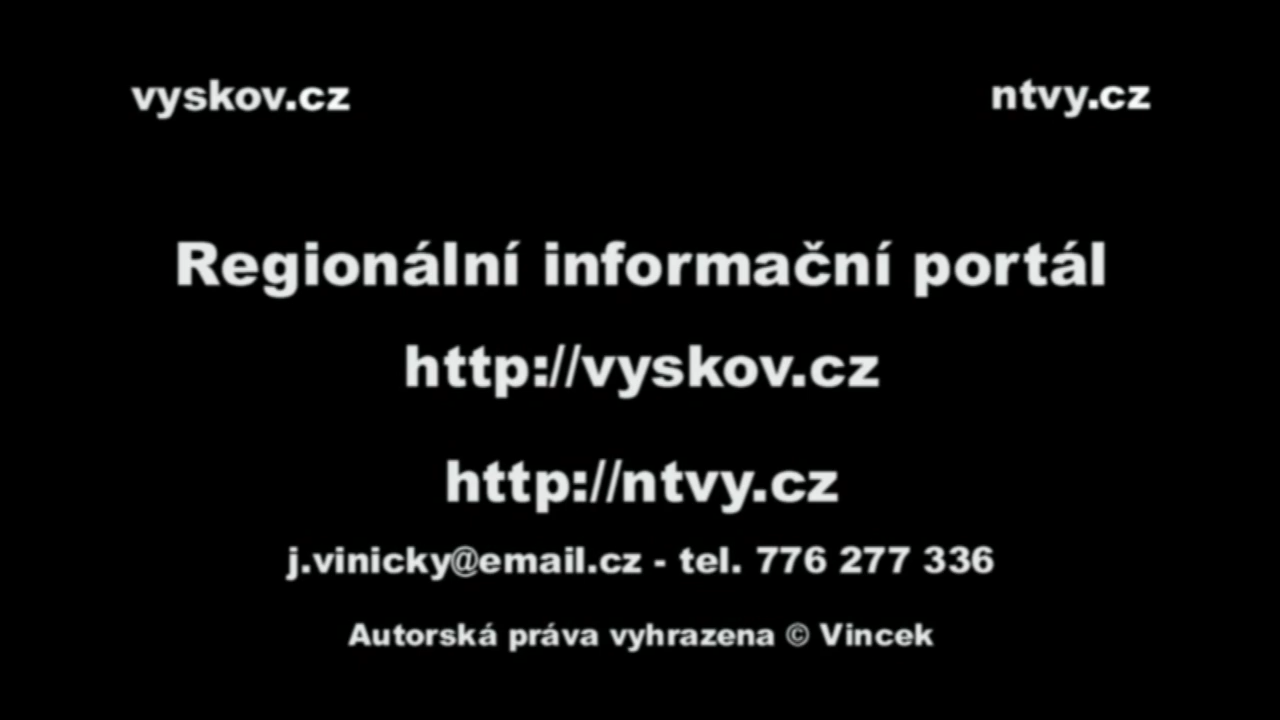 vyskov.cz ntvy.cz
Regionální informační portál
http://vyskov.cz
http://ntvy.cz
j.vinicky@email.cz - tel. 776 277 336
Autorská práva vyhrazena © Vincek